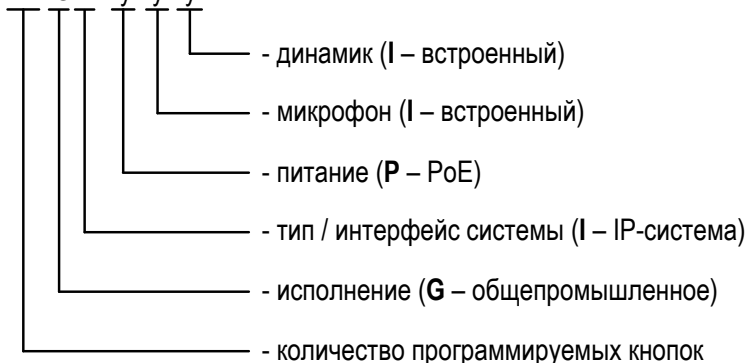 - динамик (I – встроенный)
- микрофон (I – встроенный)
- питание (P – PoE)
- тип / интерфейс системы (I – IP-система)
- исполнение (G – общепромышленное)
- количество программируемых кнопок